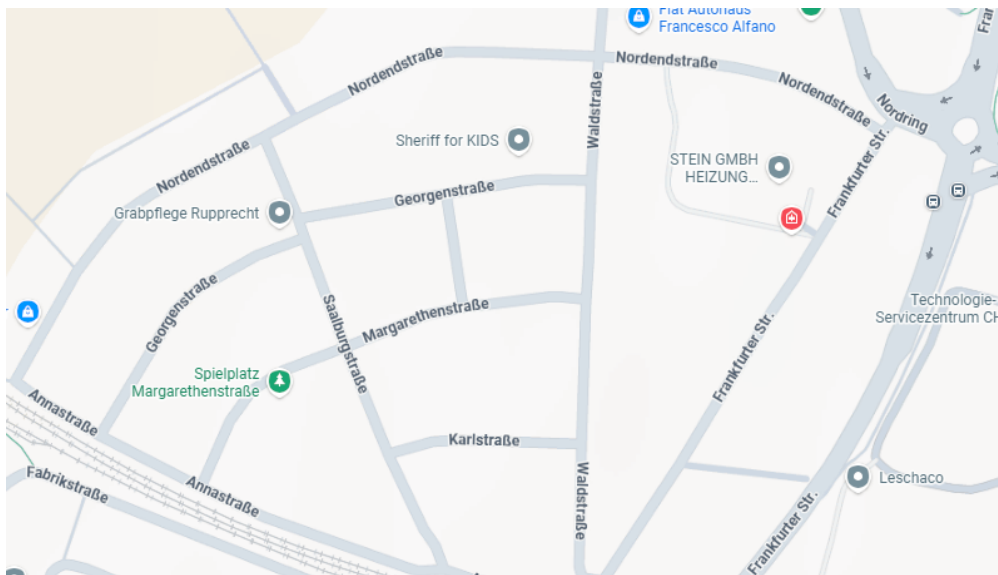 Fiat Autohaus
Francesco Alfano
Nordendstraße
Nordendstraße
Nordendstraße
Nordendstraße
Nordring
Waldstraße
Sheriff for KIDS
STEIN GMBH
HEIZUNG...
Frankfurter Str.
Georgenstraße
Grabpflege Rupprecht
Georgenstraße
Saalburgstraße
Margarethenstraße
Technologie-
Servicezentrum CH
Frankfurter Str.
Spielplatz
Margarethenstraße
Annastraße
Karlstraße
Fabrikstraße
Annastraße
Waldstraße
Leschaco
Frankfurter Str.